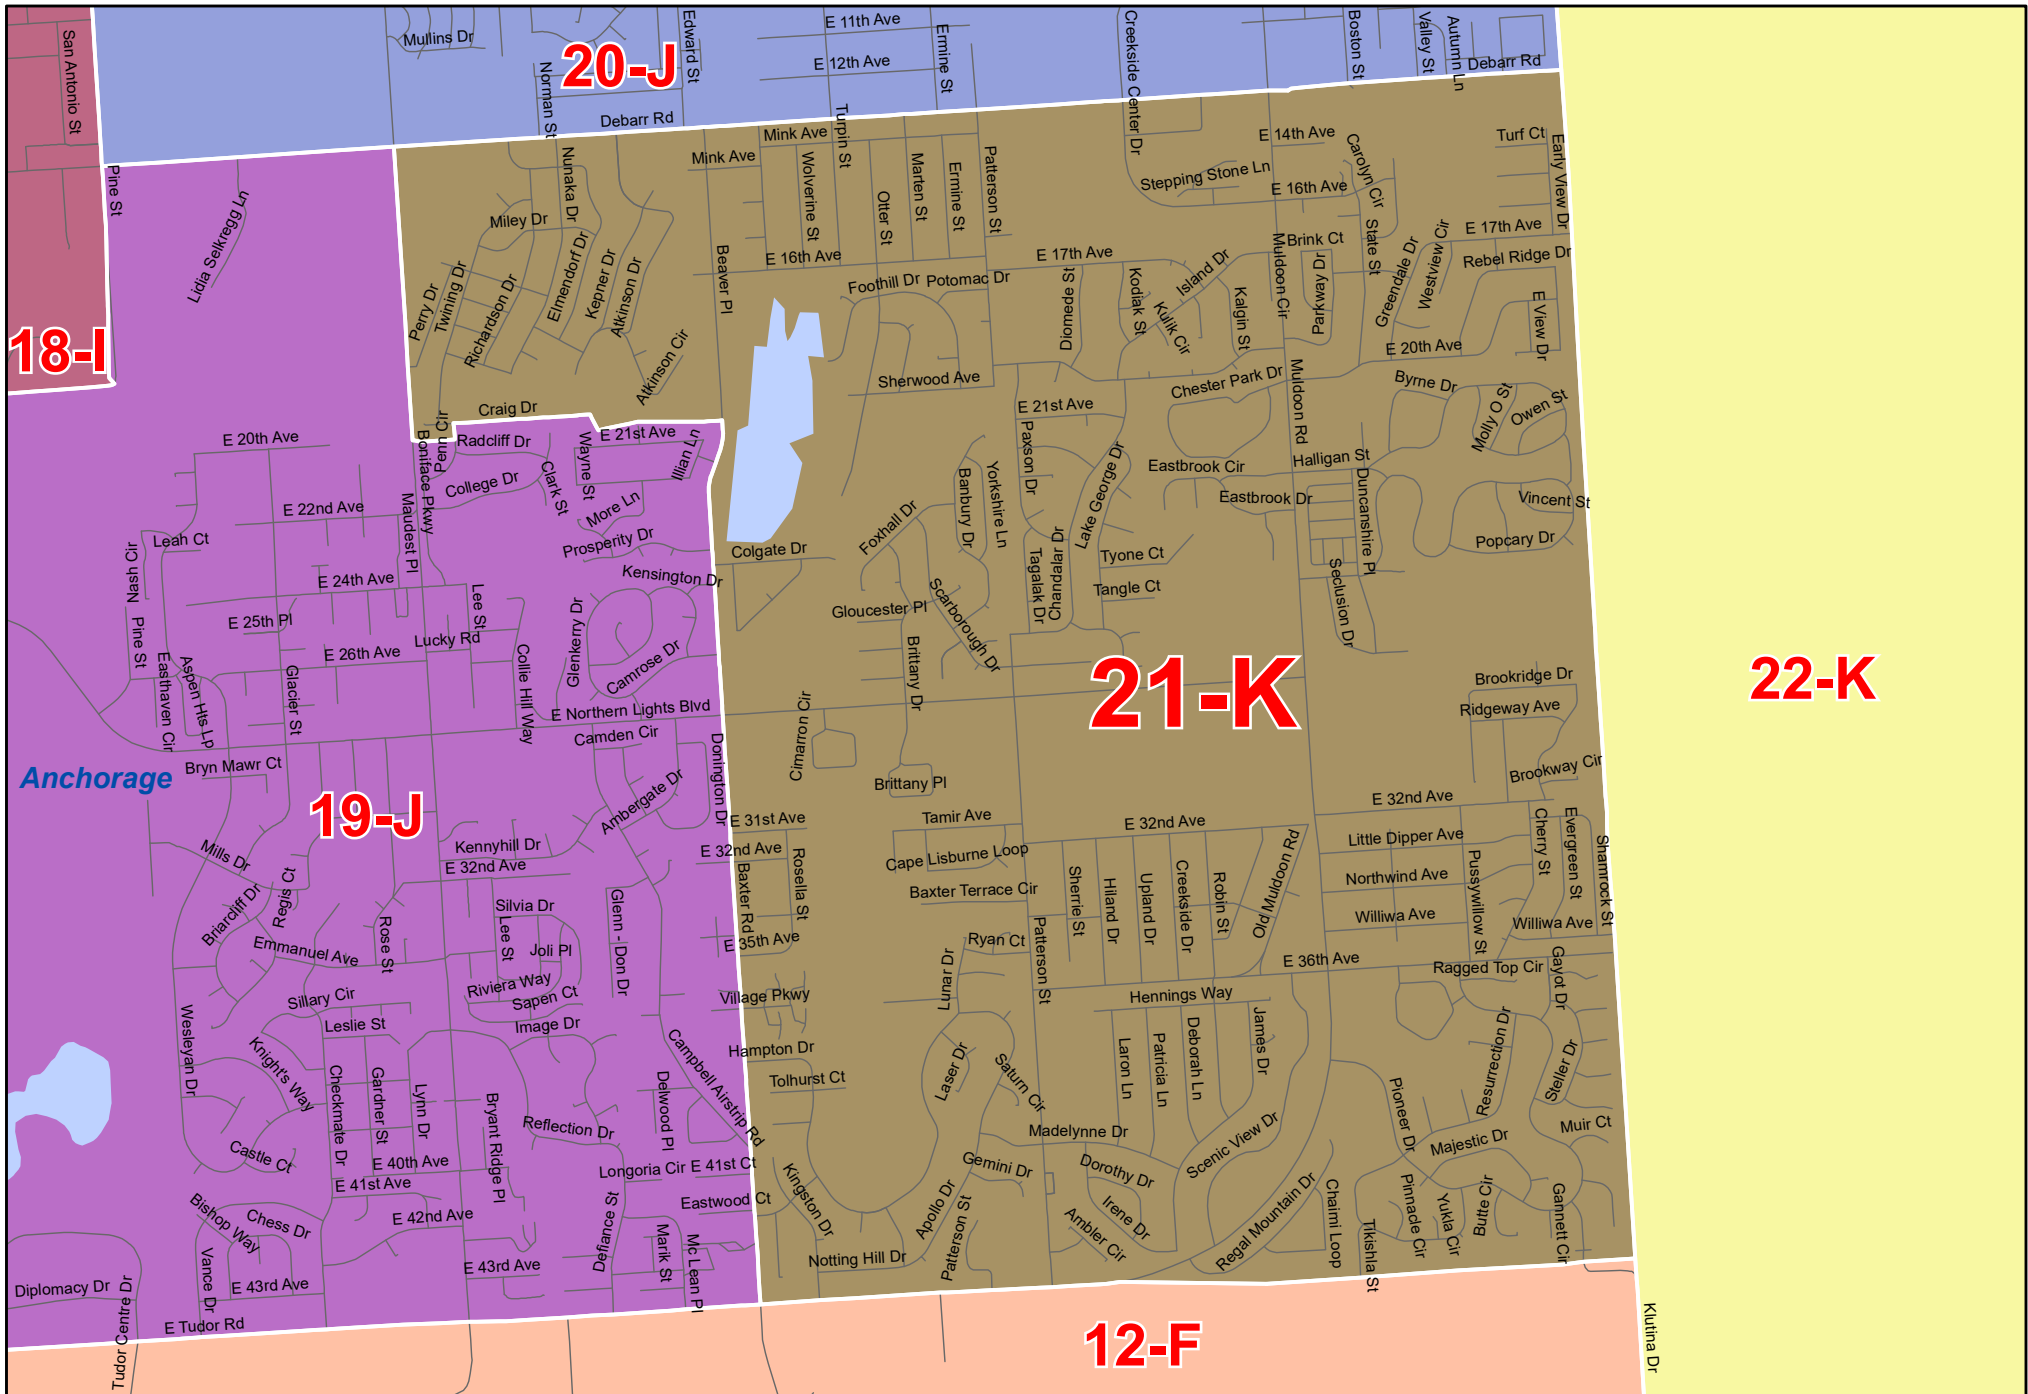 San Antonio St
Mullins Dr
20-J
Edward St
E 11th Ave
E 12th Ave
Ermine St
Creekside Center Dr
Boston St
Valley St
Autumn Ln
Debarr Rd
Norman St
Debarr Rd
Turpin St
Mink Ave
Mink Ave
E 14th Ave
Turf Ct
Early View Dr
Pine St
Lidia Selkregg Ln
Nunaka Dr
Wolverine St
Otter St
Marten St
Ermine St
Patterson St
Stepping Stone Ln
E 16th Ave
Carolyn Cir
State St
Miley Dr
E 17th Ave
Rebel Ridge Dr
Brink Ct
Westview Cir
Greendale Dr
Perry Dr
Twining Dr
Richardson Dr
Elmendorf Dr
Kepner Dr
Atkinson Dr
Beaver Pl
E 16th Ave
Foothill Dr
Potomac Dr
E 17th Ave
Diomede St
Kodiak St
Kulik Cir
Island Dr
Kalgin St
Muldoon Cir
Parkway Dr
E View Dr
18-I
Atkinson Cir
Sherwood Ave
Chester Park Dr
Muldoon Rd
E 20th Ave
Byrne Dr
Molly O St
Owen St
Craig Dr
E 21st Ave
E 20th Ave
Boniface Pkwy
Puen Cir
Radcliff Dr
E 21st Ave
Wayne St
Illian Ln
Clark St
College Dr
More Ln
Paxson Dr
Lake George Dr
Eastbrook Cir
Eastbrook Dr
Halligan St
Duncanshire Pl
Vincent St
Popcary Dr
E 22nd Ave
Maudest Pl
Prosperity Dr
Yorkshire Ln
Banbury Dr
Foxhall Dr
Colgate Dr
Nash Cir
Leah Ct
E 24th Ave
Kensington Dr
Tyone Ct
Tangle Ct
Tagalak Dr
Chandalar Dr
Seclusion Dr
Pine St
E 25th Pl
Lee St
Lucky Rd
Glenkerry Dr
Gloucester Pl
Scarborough Dr
Brittany Dr
E 26th Ave
Camrose Dr
Easthaven Cir
Aspen Hts Lp
Glacier St
Collie Hill Way
E Northern Lights Blvd
Cimarron Cir
21-K
22-K
Brookridge Dr
Ridgeway Ave
Bryn Mawr Ct
Camden Cir
Donington Dr
Ambergate Dr
Brittany Pl
Brookway Cir
Anchorage
19-J
E 31st Ave
Tamir Ave
E 32nd Ave
E 32nd Ave
Mills Dr
Kennyhill Dr
E 32nd Ave
E 32nd Ave
Rosella St
Baxter Rd
Cape Lisburne Loop
Baxter Terrace Cir
Old Muldoon Rd
Little Dipper Ave
Cherry St
Evergreen St
Shamrock St
Northwind Ave
Pussywillow St
Williwa Ave
Williwa Ave
Briarcliff Dr
Regis Ct
Rose St
Silvia Dr
Lee St
Joli Pl
Glenn - Don Dr
Sherrie St
Hiland Dr
Upland Dr
Creekside Dr
Robin St
Emmanuel Ave
E 35th Ave
Ryan Ct
Patterson St
E 36th Ave
Ragged Top Cir
Gayot Dr
Sillary Cir
Riviera Way
Sapen Ct
Village Pkwy
Lunar Dr
Hennings Way
Wesleyan Dr
Leslie St
Image Dr
Campbell Airstrip Rd
Hampton Dr
Laron Ln
Patricia Ln
Deborah Ln
James Dr
Resurrection Dr
Steller Dr
Knight's Way
Checkmate Dr
Gardner St
Lynn Dr
Tolhurst Ct
Laser Dr
Saturn Cir
Bryant Ridge Pl
Reflection Dr
Delwood Pl
Madelynne Dr
Scenic View Dr
Pioneer Dr
Majestic Dr
Muir Ct
Castle Ct
E 40th Ave
E 41st Ave
Longoria Cir
E 41st Ct
Kingston Dr
Gemini Dr
Dorothy Dr
Irene Dr
Regal Mountain Dr
Chaimi Loop
Pinnacle Cir
Yukla Cir
Butte Cir
Gannett Cir
Bishop Way
Chess Dr
E 42nd Ave
Defiance St
Eastwood Ct
Apollo Dr
Patterson St
Ambler Cir
Vance Dr
E 43rd Ave
E 43rd Ave
Marik St
Mc Lean Pl
Notting Hill Dr
Tikishla St
Diplomacy Dr
Tudor Centre Dr
E Tudor Rd
12-F
Klutina Dr